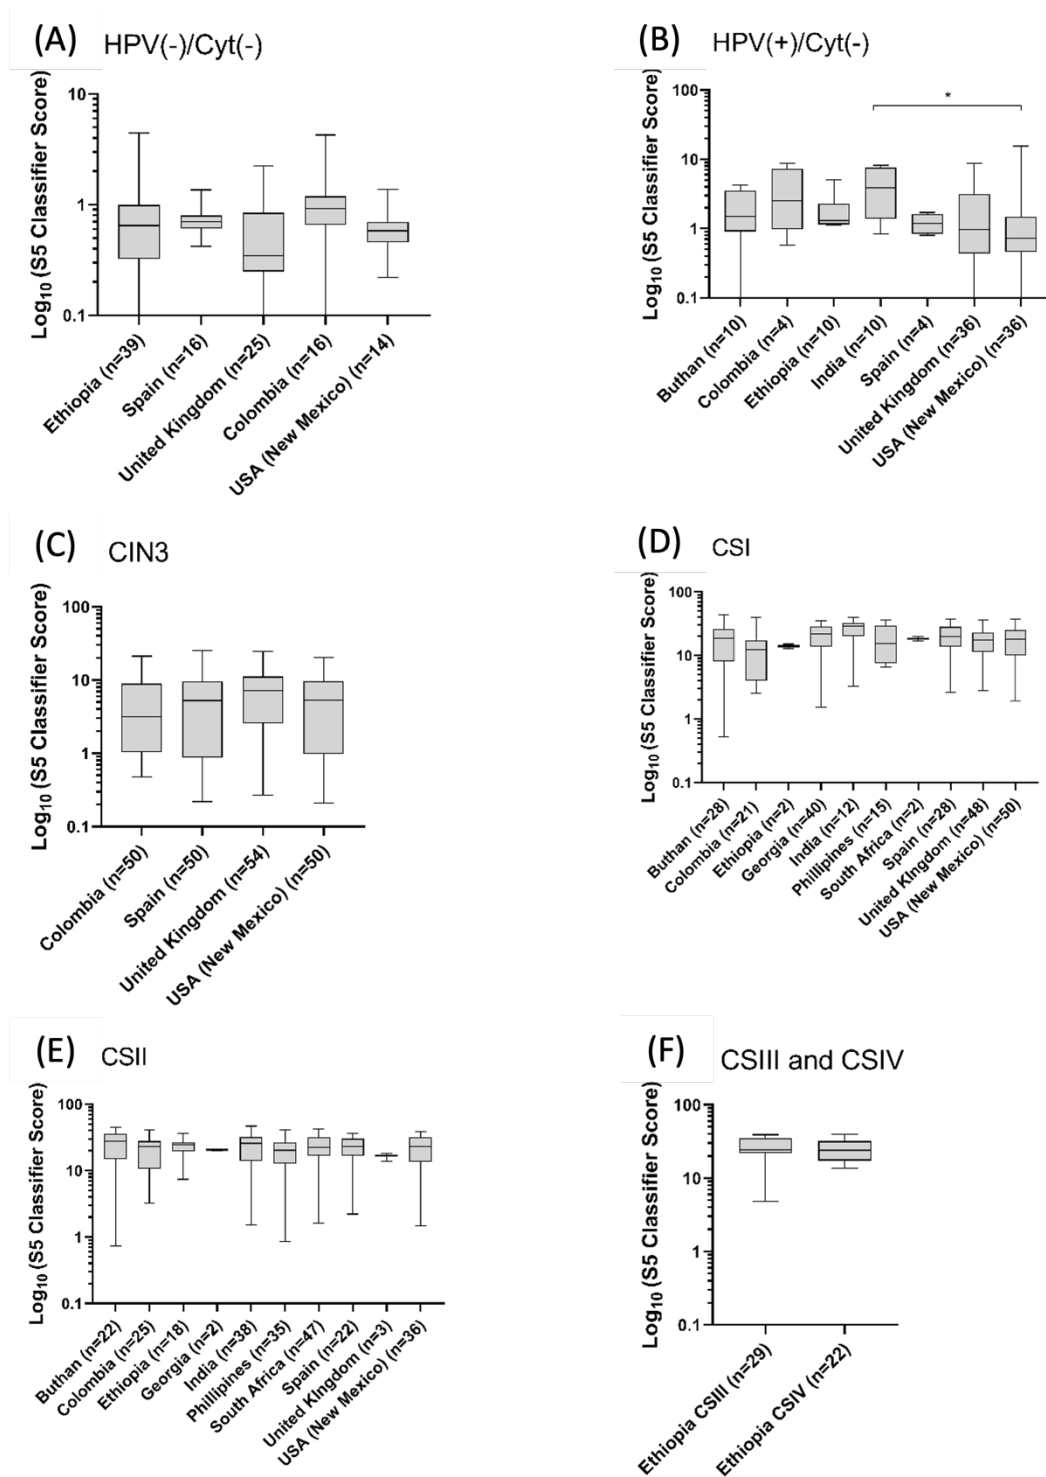 (A) HPV(-)/Cyt(-)
Log10 (S5 Classifier Score)
10
1
0.1
Ethiopia (n=39)
Spain (n=16)
United Kingdom (n=25)
Colombia (n=16)
USA (New Mexico) (n=14)
(B) HPV(+)/Cyt(-)
Log10 (S5 Classifier Score)
100
10
1
0.1
*
Buthan (n=10)
Colombia (n=4)
Ethiopia (n=10)
India (n=10)
Spain (n=4)
United Kingdom (n=36)
USA (New Mexico) (n=36)
(C) CIN3
Log10 (S5 Classifier Score)
100
10
1
0.1
Colombia (n=50)
Spain (n=50)
United Kingdom (n=54)
USA (New Mexico) (n=50)
(D) CSI
Log10 (S5 Classifier Score)
100
10
1
0.1
Buthan (n=28)
Colombia (n=21)
Ethiopia (n=2)
Georgia (n=40)
India (n=12)
Phillipines (n=15)
South Africa (n=2)
Spain (n=28)
United KIngdom (n=48)
USA (New Mexico) (n=50)
(E) CSII
Log10 (S5 Classifier Score)
100
10
1
0.1
Buthan (n=22)
Colombia (n=25)
Ethiopia (n=18)
Georgia (n=2)
India (n=38)
Phillipines (n=35)
South Africa (n=47)
Spain (n=22)
United KIngdom (n=3)
USA (New Mexico) (n=36)
(F) CSIII and CSIV
Log10 (S5 Classifier Score)
100
10
1
0.1
Ethiopia CSIII (n=29)
Ethiopia CSIV (n=22)